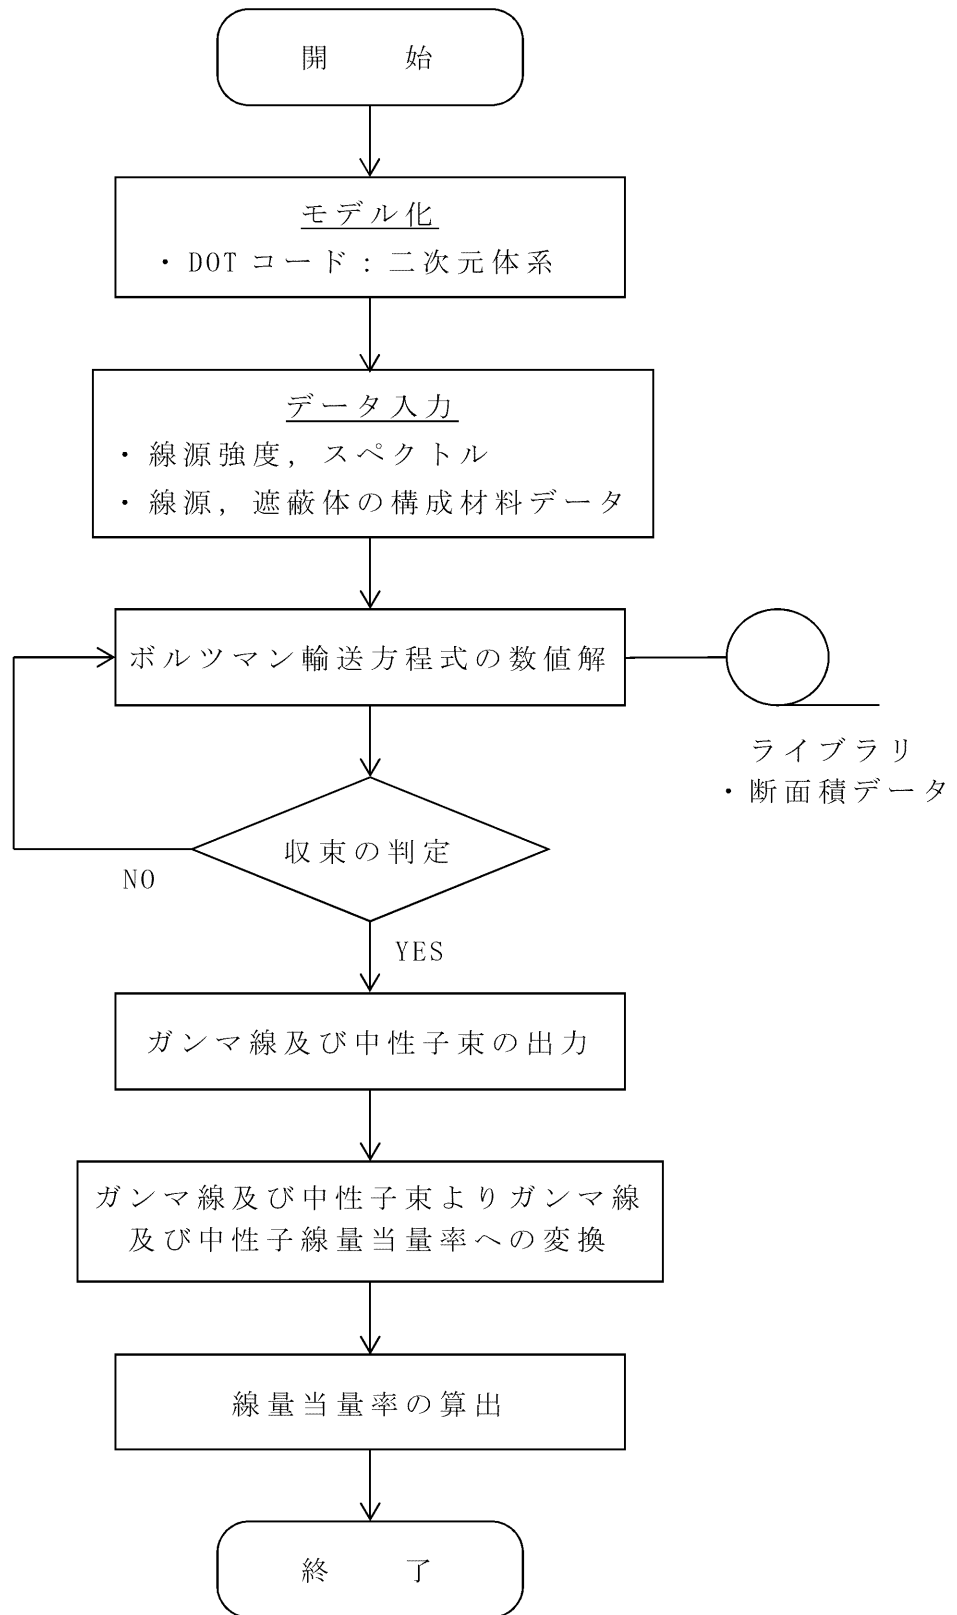 開　始
モデル化
・DOTコード：二次元体系
データ入力
・線源強度，スペクトル
・線源，遮蔽体の構成材料データ
ボルツマン輸送方程式の数値解
ライブラリ
・断面積データ
収束の判定
NO
YES
ガンマ線及び中性子束の出力
ガンマ線及び中性子束よりガンマ線
及び中性子線量当量率への変換
線量当量率の算出
終　了